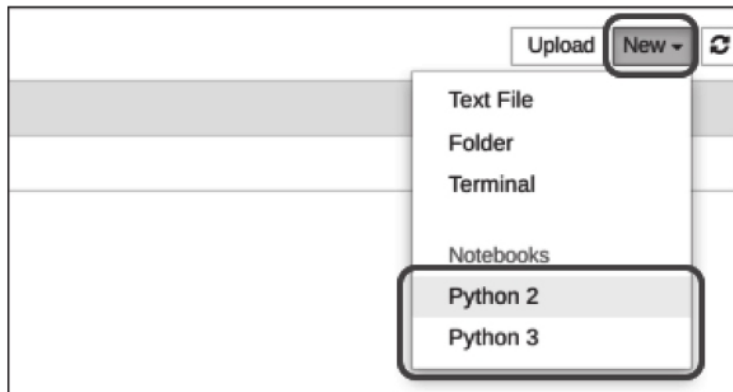 Upload New
Text File
Folder
Terminal
Notebooks
Python 2
Python 3